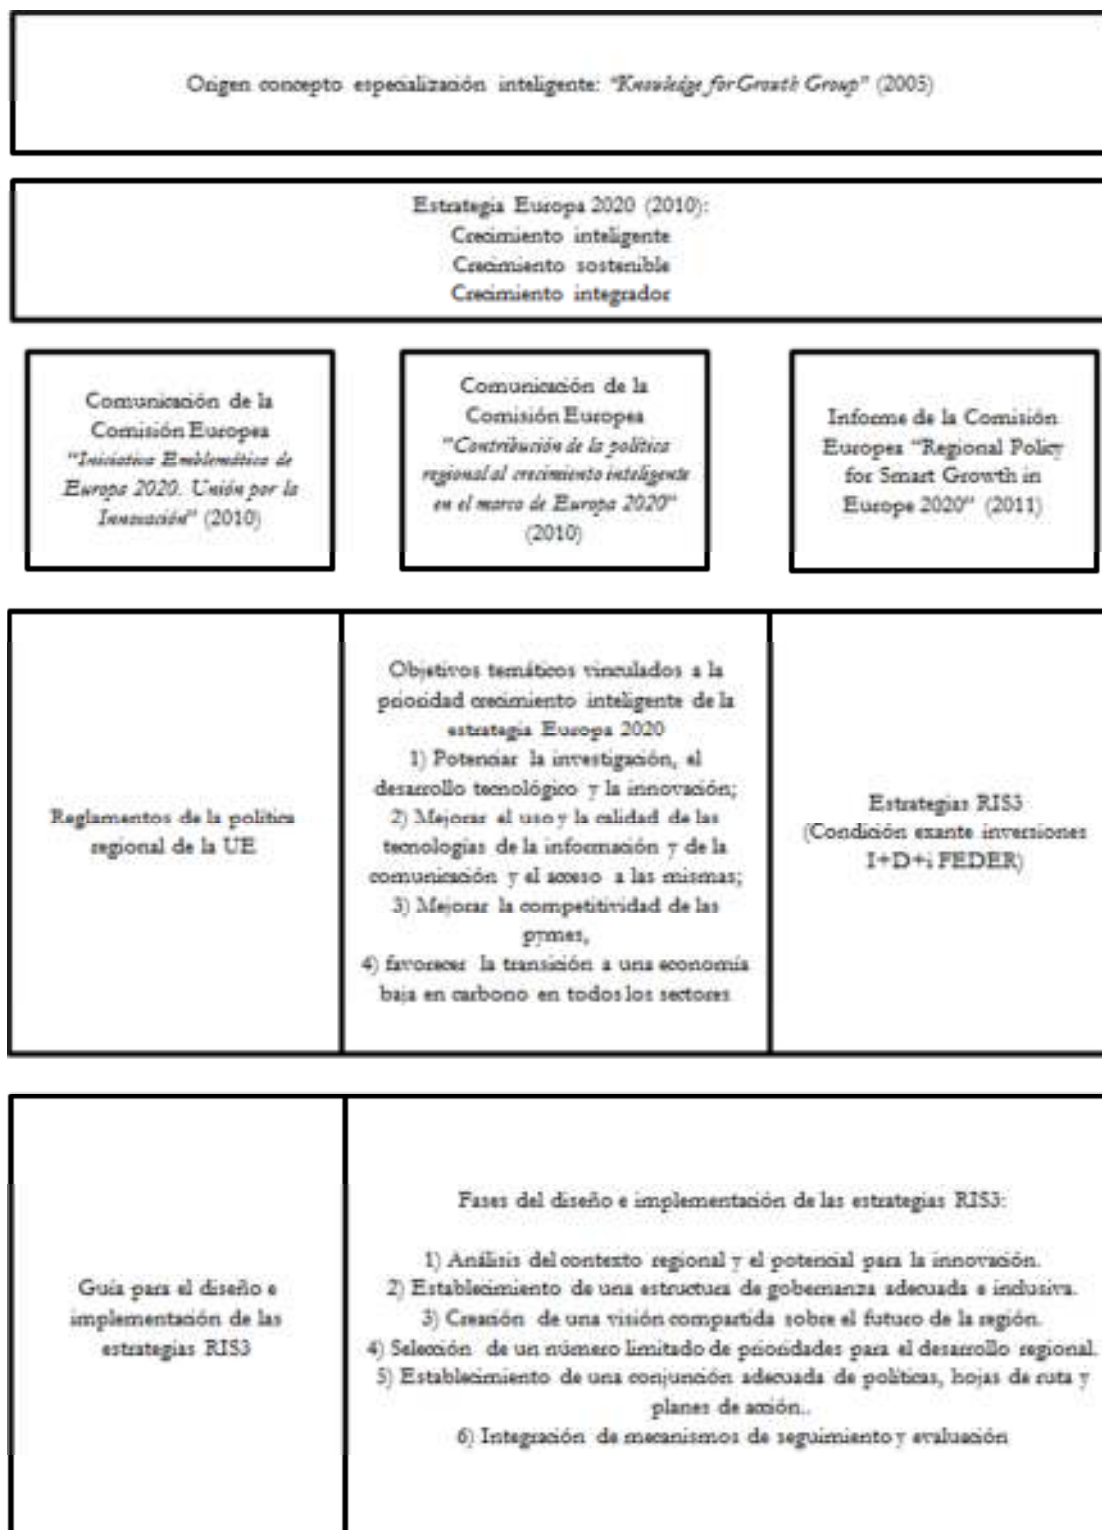 Origen concepto especialización inteligente: "Knowledge for Growth Group" (2005)
Estrategia Europa 2020 (2010):
Crecimiento inteligente
Crecimiento sostenible
Crecimiento integrador
Comunicación de la
Comisión Europea
"Iniciativa Emblemática de
Europa 2020. Unión por la
Innovación" (2010)
Comunicación de la
Comisión Europea
"Contribución de la política
regional al crecimiento inteligente
en el marco de Europa 2020"
(2010)
Informe de la Comisión
Europea "Regional Policy
for Smart Growth in
Europe 2020" (2011)
Reglamentos de la política
regional de la UE
Objetivos temáticos vinculados a la
prioridad crecimiento inteligente de la
estrategia Europa 2020
1) Potenciar la investigación, el
desarrollo tecnológico y la innovación;
2) Mejorar el uso y la calidad de las
tecnologías de la información y de la
comunicación y el acceso a las mismas;
3) Mejorar la competitividad de las
pymes,
4) favorecer la transición a una economía
baja en carbono en todos los sectores
Estrategias RIS3
(Condición exante inversiones
I+D+i FEDER)
Guía para el diseño e
implementación de las
estrategias RIS3
Fases del diseño e implementación de las estrategias RIS3:
1) Análisis del contexto regional y el potencial para la innovación.
2) Establecimiento de una estructura de gobernanza adecuada e inclusiva.
3) Creación de una visión compartida sobre el futuro de la región.
4) Selección de un número limitado de prioridades para el desarrollo regional.
5) Establecimiento de una conjunción adecuada de políticas, hojas de ruta y
planes de acción..
6) Integración de mecanismos de seguimiento y evaluación